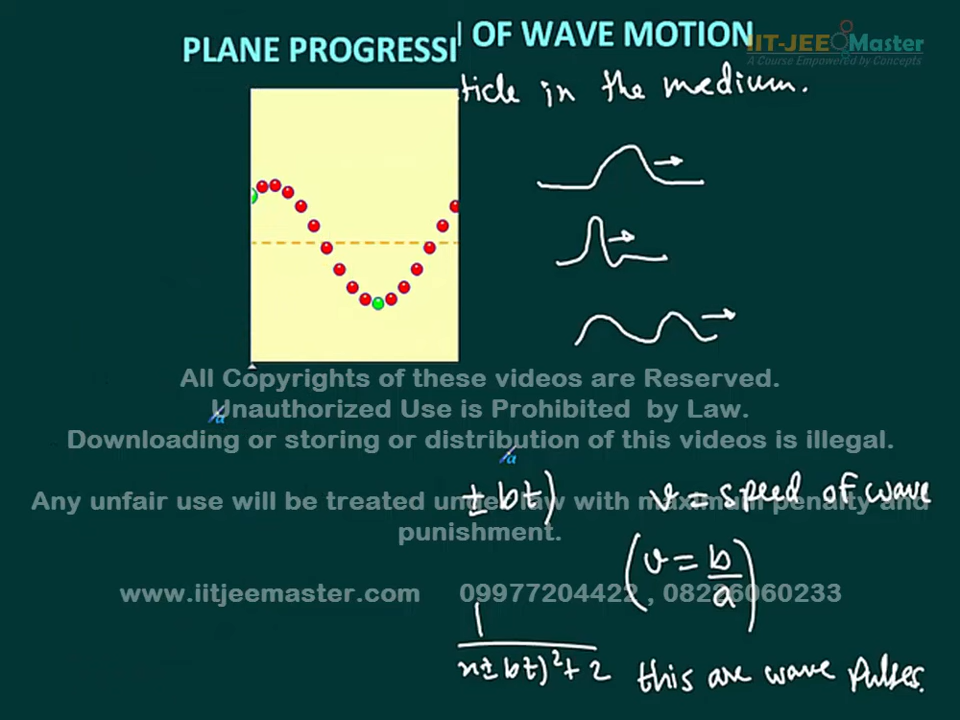 PLANE PROGRESSI OF WAVE MOTION
IIT-JEE Master
A Course Empowered by Concepts
ticle in the medium.
All Copyrights of these videos are Reserved.
Unauthorized Use is Prohibited by Law.
Downloading or storing or distribution of this videos is illegal.
± bt) v = speed of wave
Any unfair use will be treated under law with maximum penalty and
punishment.
(v = b/a)
www.iitjeemaster.com 09977204422 , 08226060233
1
x ± bt)² + 2 this are wave pulses.